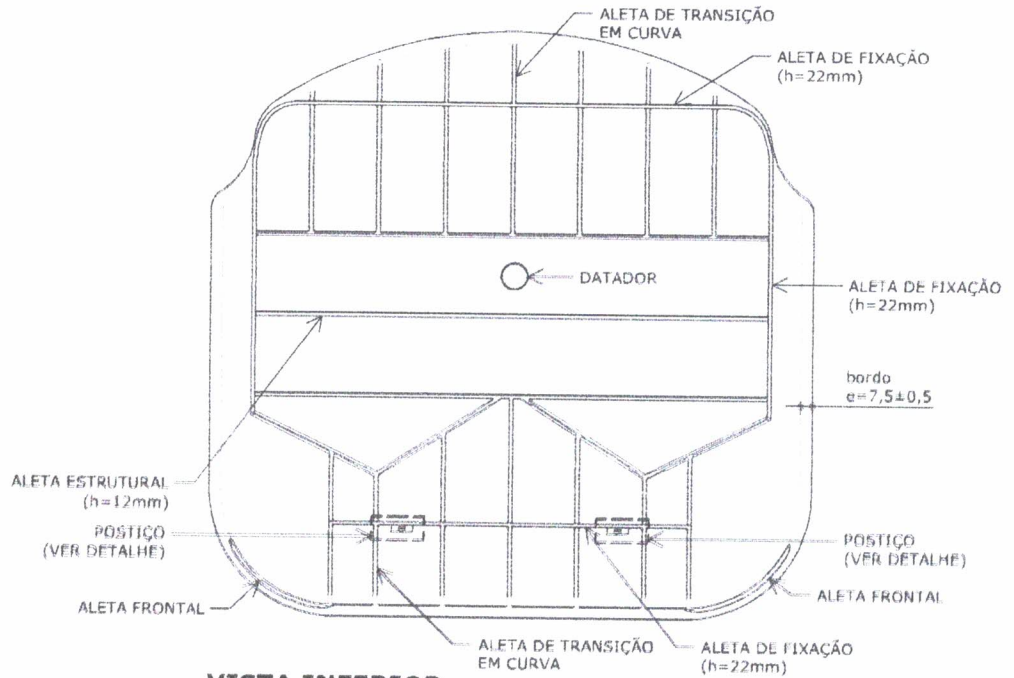 ALETA DE TRANSIÇÃO
EM CURVA
ALETA DE FIXAÇÃO
(h=22mm)
DATADOR
ALETA DE FIXAÇÃO
(h=22mm)
bordo
e=7,5±0,5
ALETA ESTRUTURAL
(h=12mm)
POSTIÇO
(VER DETALHE)
POSTIÇO
(VER DETALHE)
ALETA FRONTAL
ALETA FRONTAL
ALETA DE TRANSIÇÃO
EM CURVA
ALETA DE FIXAÇÃO
(h=22mm)
VISTA INFERIOR